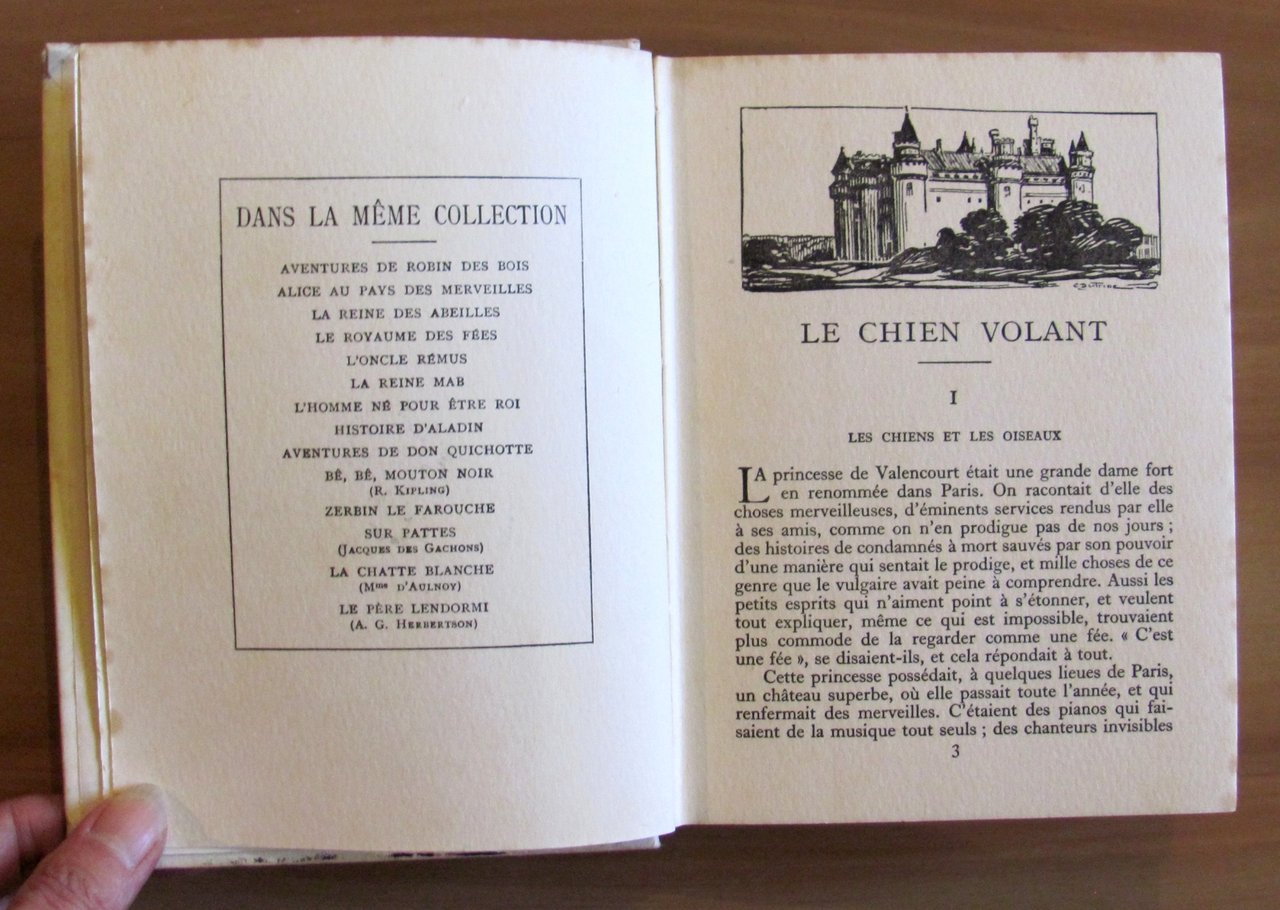 DANS LA MÊME COLLECTION
AVENTURES DE ROBIN DES BOIS
ALICE AU PAYS DES MERVEILLES
LA REINE DES ABEILLES
LE ROYAUME DES FÉES
L'ONCLE RÉMUS
LA REINE MAB
L'HOMME NÉ POUR ÊTRE ROI
HISTOIRE D'ALADIN
AVENTURES DE DON QUICHOTTE
BÊ, BÊ, MOUTON NOIR
(R. KIPLING)
ZERBIN LE FAROUCHE
SUR PATTES
(JACQUES DES GACHONS)
LA CHATTE BLANCHE
(Mme D'AULNOY)
LE PÈRE LENDORMI
(A. G. HERBERTSON)
LE CHIEN VOLANT
I
LES CHIENS ET LES OISEAUX
LA princesse de Valencourt était une grande dame fort
en renommée dans Paris. On racontait d'elle des
choses merveilleuses, d'éminents services rendus par elle
à ses amis, comme on n'en prodigue pas de nos jours ;
des histoires de condamnés à mort sauvés par son pouvoir
d'une manière qui sentait le prodige, et mille choses de ce
genre que le vulgaire avait peine à comprendre. Aussi les
petits esprits qui n'aiment point à s'étonner, et veulent
tout expliquer, même ce qui est impossible, trouvaient
plus commode de la regarder comme une fée. « C'est
une fée », se disaient-ils, et cela répondait à tout.
Cette princesse possédait, à quelques lieues de Paris,
un château superbe, où elle passait toute l'année, et qui
renfermait des merveilles. C'étaient des pianos qui fai-
saient de la musique tout seuls ; des chanteurs invisibles
3